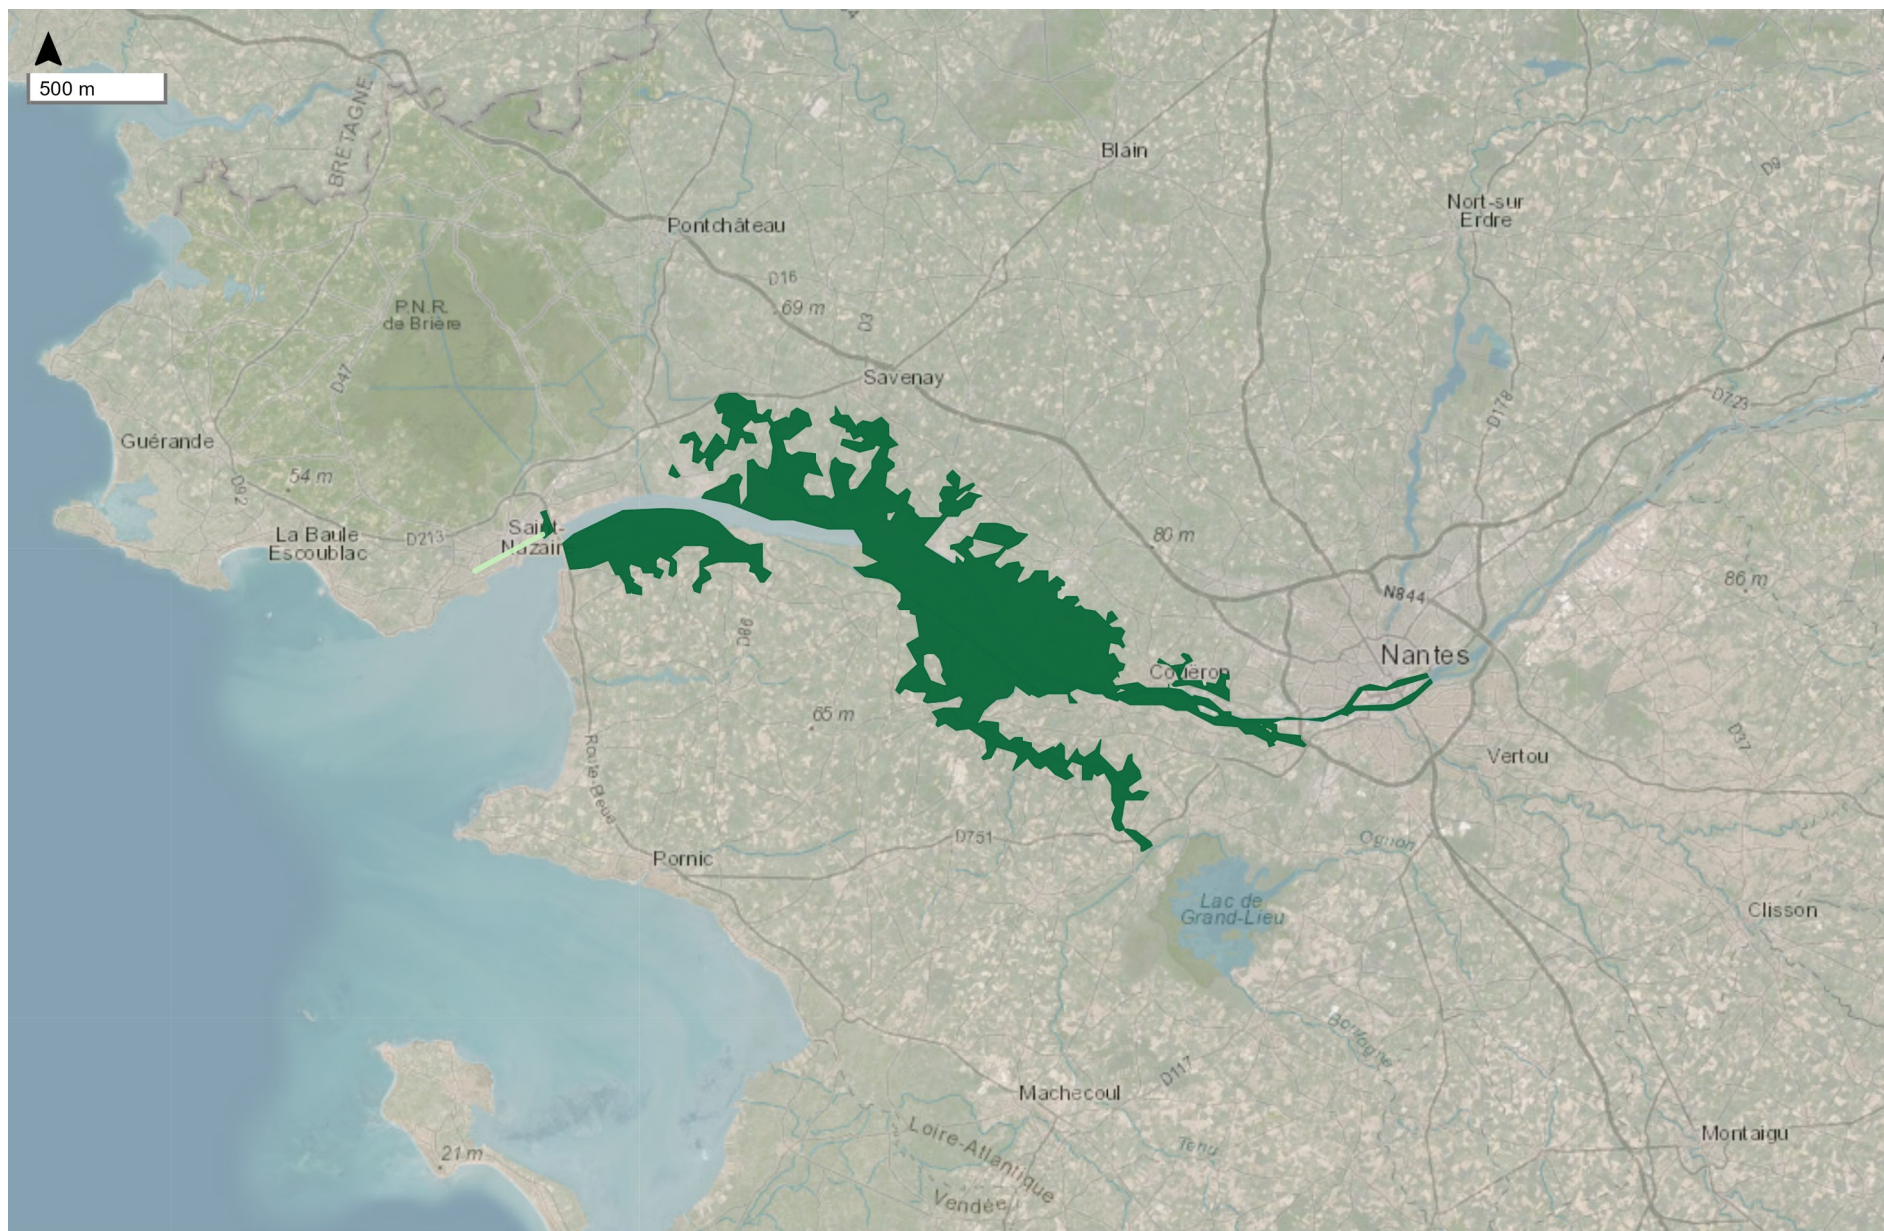 500 m
BRETAGNE
Blain
D9
Nort-sur
Erdre
Pontchâteau
D16
69 m
P.N.R.
de Brière
D3
D47
Savenay
D723
D178
Guérande
54 m
D92
La Baule
Escoublac
D213
Saint-
Nazair
80 m
86 m
N844
D86
Nantes
Couëron
65 m
Route-Bleue
D37
Vertou
D751
Ognon
Pornic
Lac de
Grand-Lieu
Clisson
Boulogne
D117
Machecoul
Loire-Atlantique
Vendée
Tenu
Montaigu
21 m